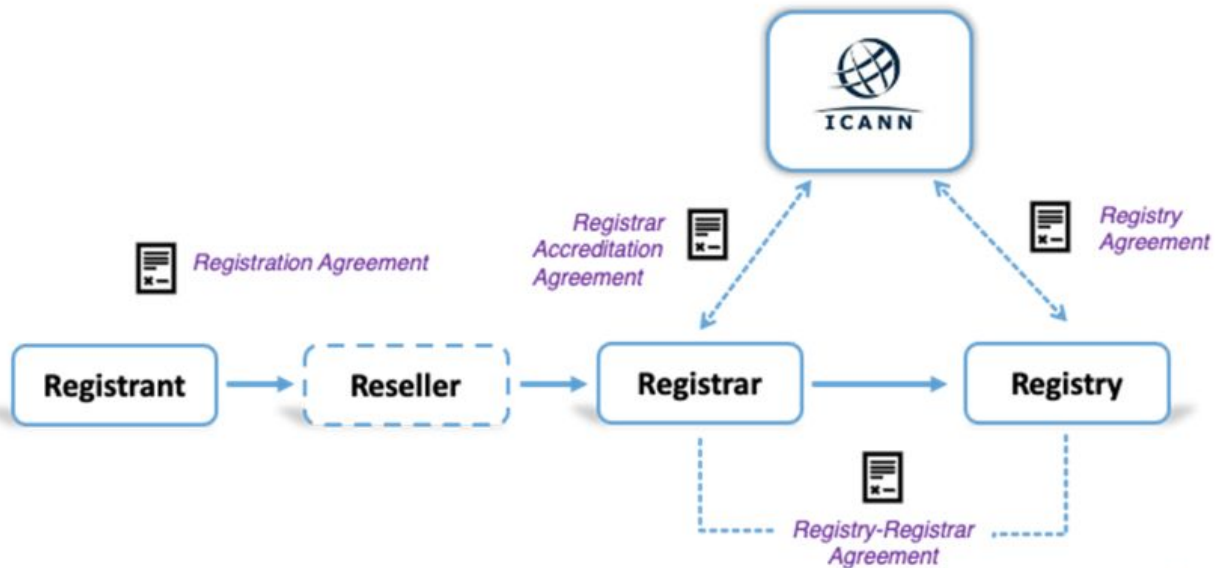 ICANN
Registrar
Accreditation
Agreement
Registry
Agreement
Registration Agreement
Registrant
Reseller
Registrar
Registry
Registry-Registrar
Agreement